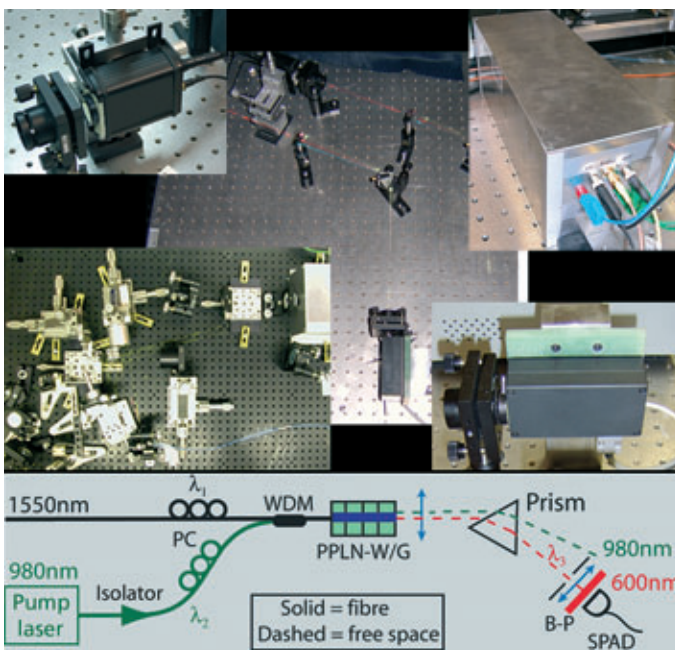 1550nm
λ₁
WDM
PC
PPLN-W/G
Prism
980nm
Pump
laser
Isolator
λ₂
Solid = fibre
Dashed = free space
λ₃
980nm
600nm
B-P
SPAD